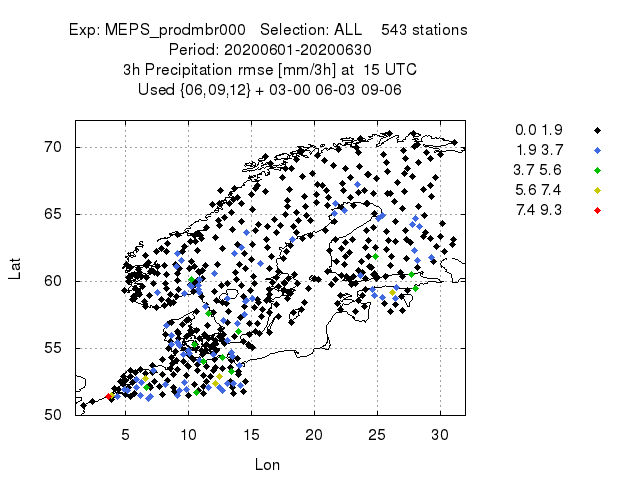 Exp: MEPS_prodmbr000 Selection: ALL 543 stations
Period: 20200601-20200630
3h Precipitation rmse [mm/3h] at 15 UTC
Used {06,09,12} + 03-00 06-03 09-06
0.0 1.9
1.9 3.7
3.7 5.6
5.6 7.4
7.4 9.3
70
65
60
55
50
Lat
5 10 15 20 25 30
Lon